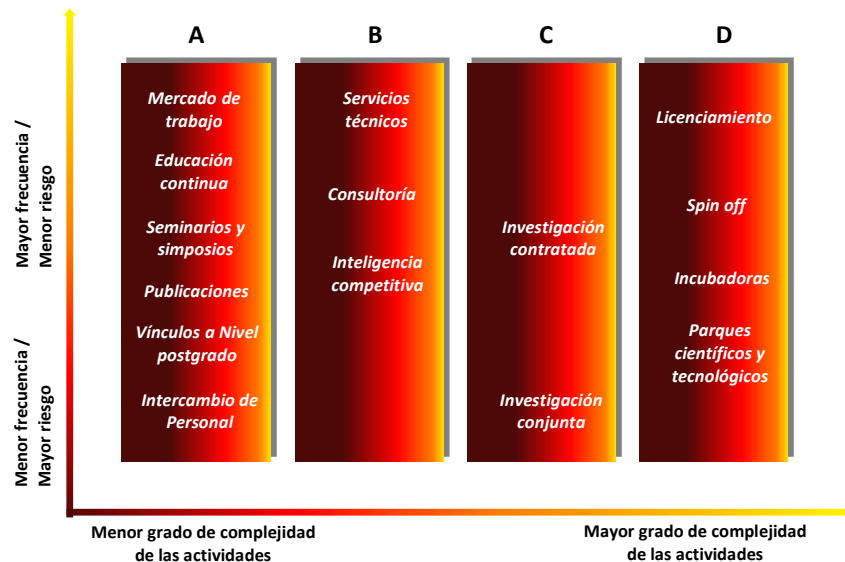 A
B
C
D
Mayor frecuencia /
Menor riesgo
Menor frecuencia /
Mayor riesgo
Mercado de
trabajo
Educación
continua
Seminarios y
simposios
Publicaciones
Vínculos a Nivel
postgrado
Intercambio de
Personal
Servicios
técnicos
Consultoría
Inteligencia
competitiva
Investigación
contratada
Investigación
conjunta
Licenciamiento
Spin off
Incubadoras
Parques
científicos y
tecnológicos
Menor grado de complejidad
de las actividades
Mayor grado de complejidad
de las actividades